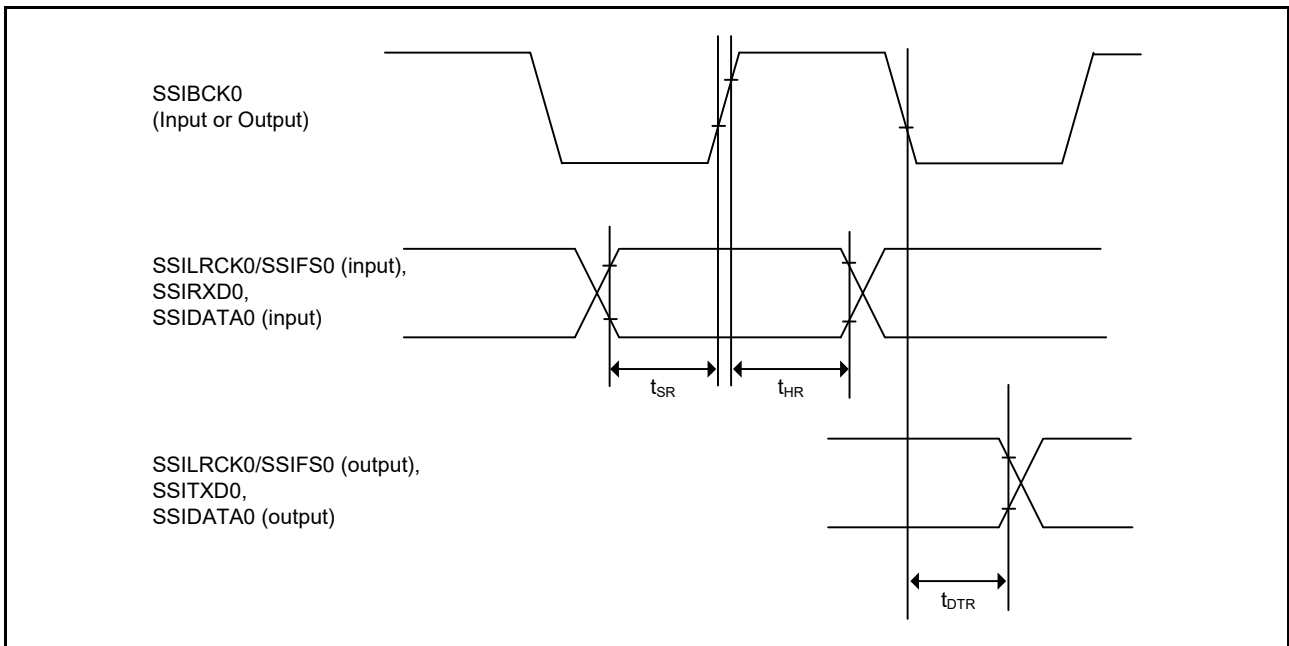 SSIBCK0
(Input or Output)
SSILRCK0/SSIFS0 (input),
SSIRXD0,
SSIDATA0 (input)
tSR
tHR
SSILRCK0/SSIFS0 (output),
SSITXD0,
SSIDATA0 (output)
tDTR